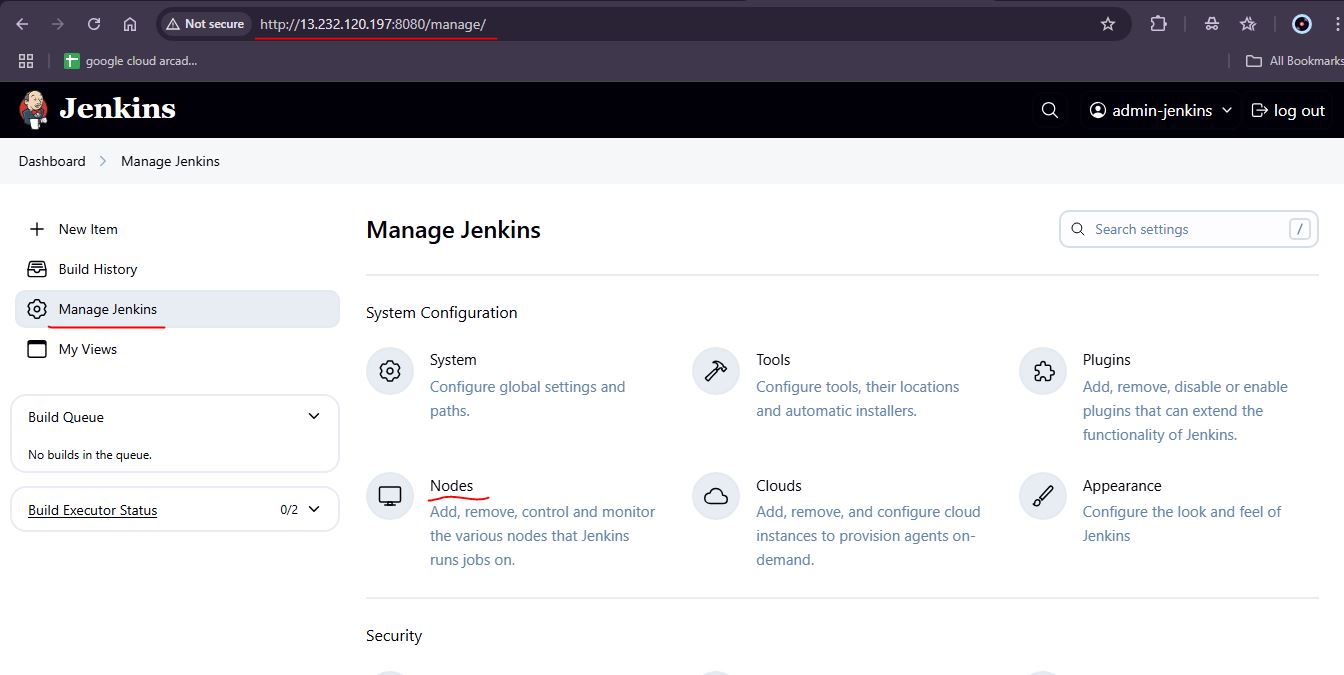 Not secure
http://13.232.120.197:8080/manage/
google cloud arcad...
All Bookmarks
Jenkins
admin-jenkins
log out
Dashboard
Manage Jenkins
New Item
Build History
Manage Jenkins
My Views
Build Queue
No builds in the queue.
Build Executor Status
0/2
Manage Jenkins
Search settings
/
System Configuration
System
Configure global settings and
paths.
Tools
Configure tools, their locations
and automatic installers.
Plugins
Add, remove, disable or enable
plugins that can extend the
functionality of Jenkins.
Nodes
Add, remove, control and monitor
the various nodes that Jenkins
runs jobs on.
Clouds
Add, remove, and configure cloud
instances to provision agents on-
demand.
Appearance
Configure the look and feel of
Jenkins
Security